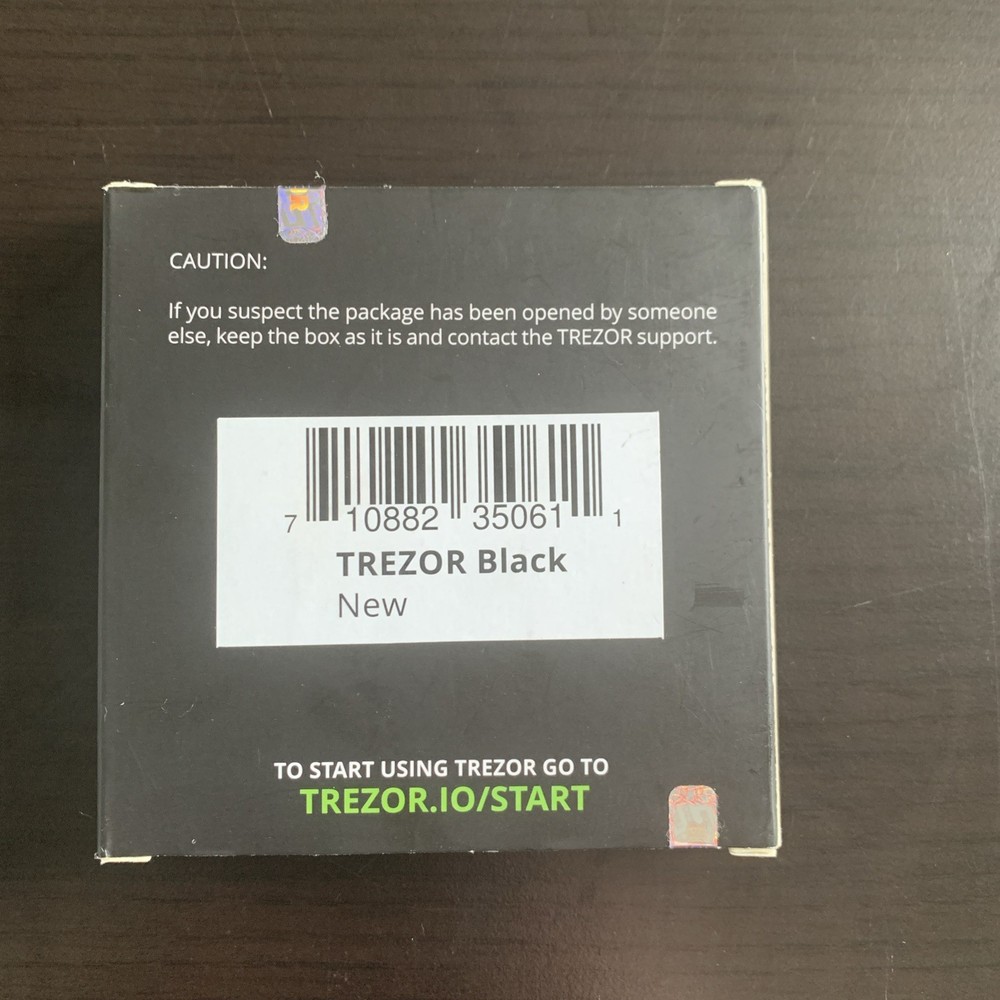 CAUTION:
If you suspect the package has been opened by someone
else, keep the box as it is and contact the TREZOR support.
7 10882 35061 1
TREZOR Black
New
TO START USING TREZOR GO TO
TREZOR.IO/START